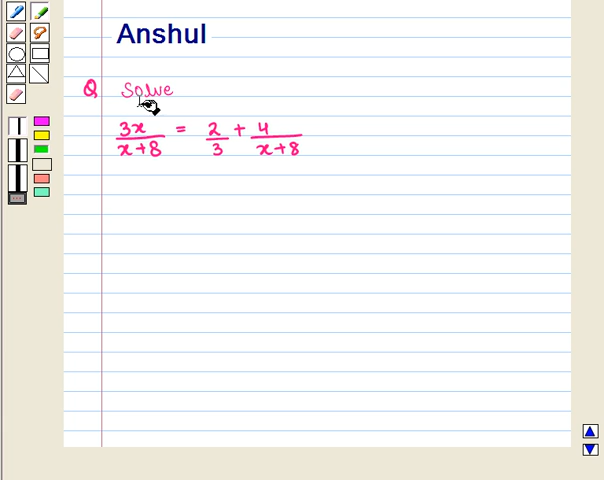 Anshul
Q Solve
3x/(x+8) = 2/3 + 4/(x+8)